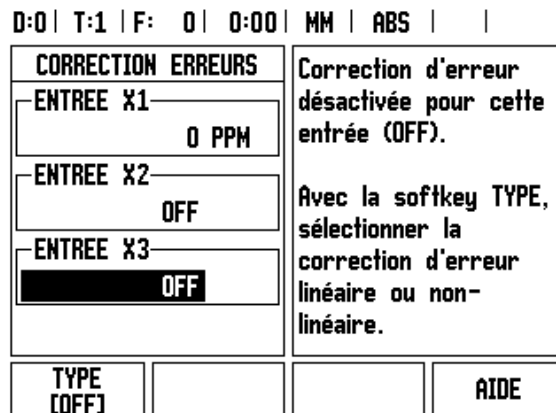 D:0 | T:1 | F: 0 | 0:00 | MM | ABS | |
CORRECTION ERREURS
ENTREE X1
0 PPM
ENTREE X2
OFF
ENTREE X3
OFF
Correction d'erreur
désactivée pour cette
entrée (OFF).
Avec la softkey TYPE,
sélectionner la
correction d'erreur
linéaire ou non-
linéaire.
TYPE
[OFF]
AIDE